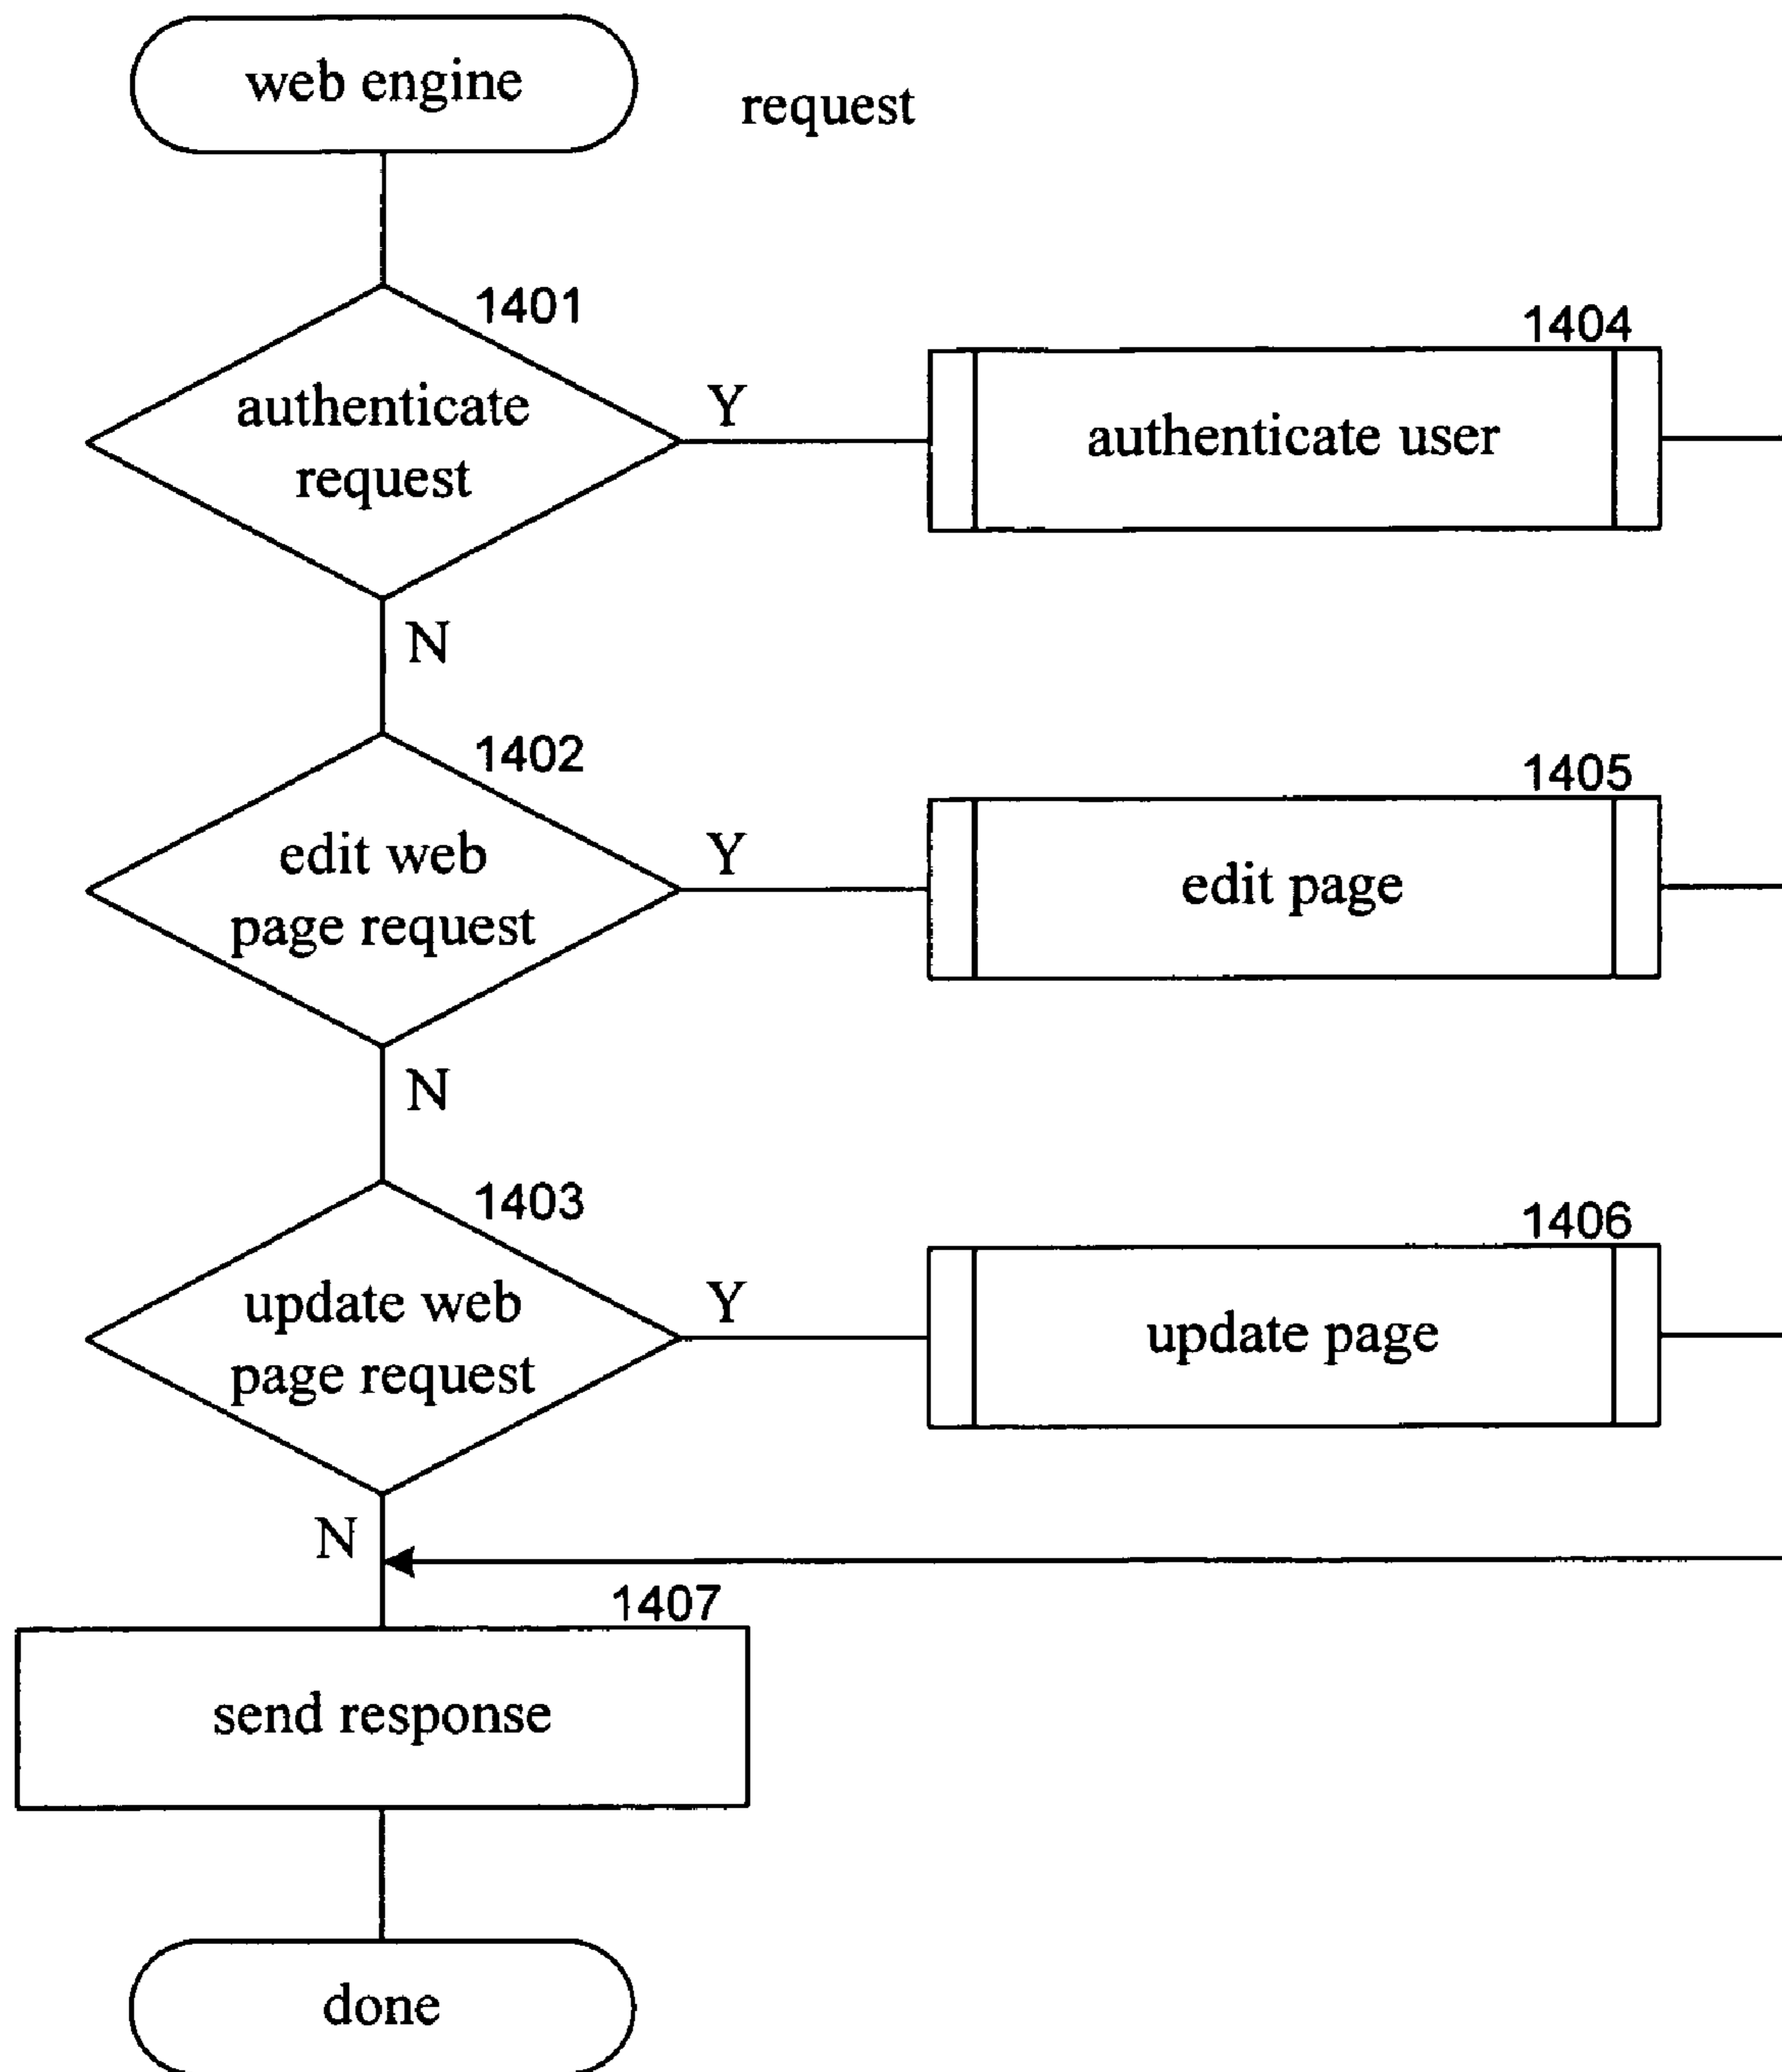 web engine
request
1401
authenticate
request
Y
1404
authenticate user
N
1402
edit web
page request
Y
1405
edit page
N
1403
update web
page request
Y
1406
update page
N
1407
send response
done